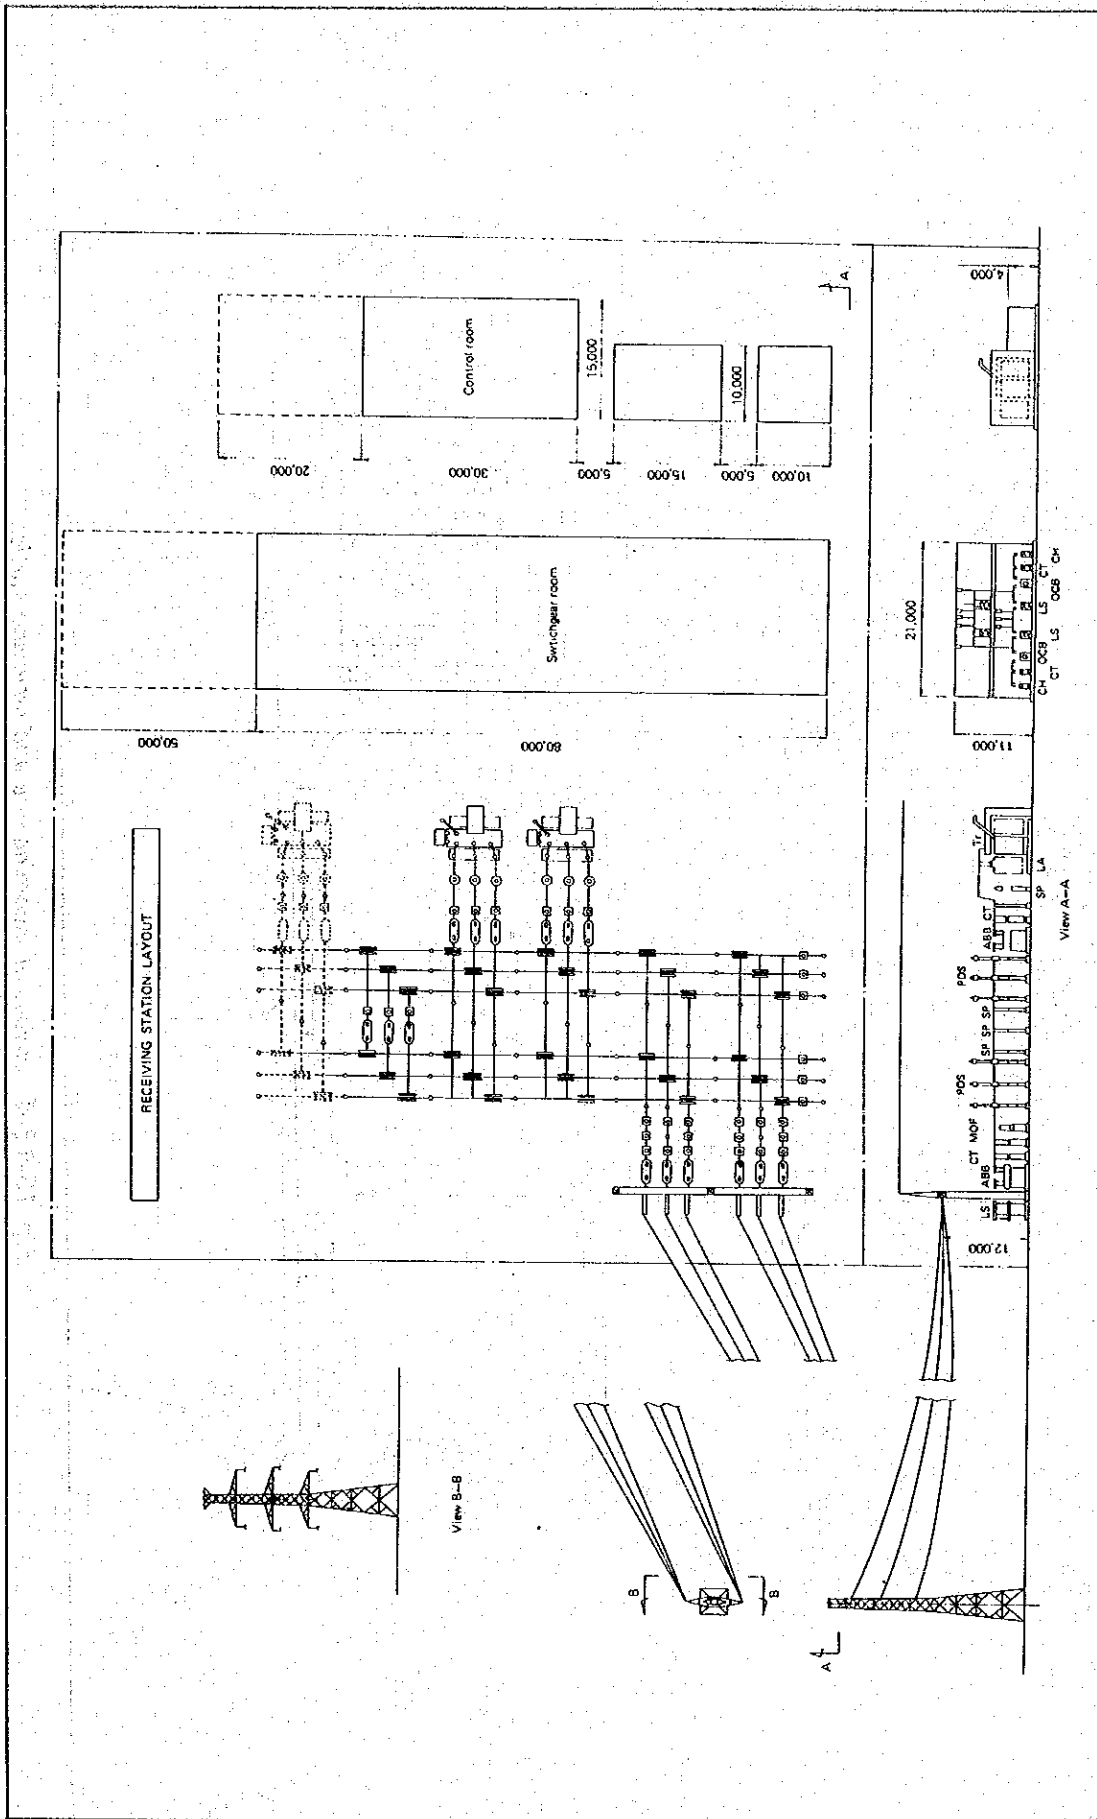 RECEIVING STATION LAYOUT
50,000
80,000
Swtichgear room
20,000
30,000
5,000
15,000
5,000
10,000
Control room
15,000
10,000
A
View B-B
B
B
A
12,000
LS
ABB
CT MOF
PDS
SP SP SP
PDS
ABB CT
Tr
SP LA
View A-A
11,000
21,000
CH
CT
OCB
LS
LS
OCB
CT
CH
4,000